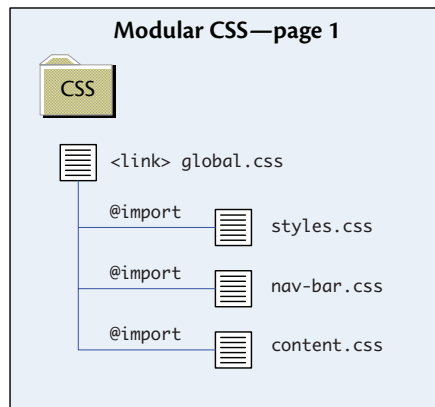 Modular CSS—page 1
CSS
<link> global.css
@import
styles.css
@import
nav-bar.css
@import
content.css